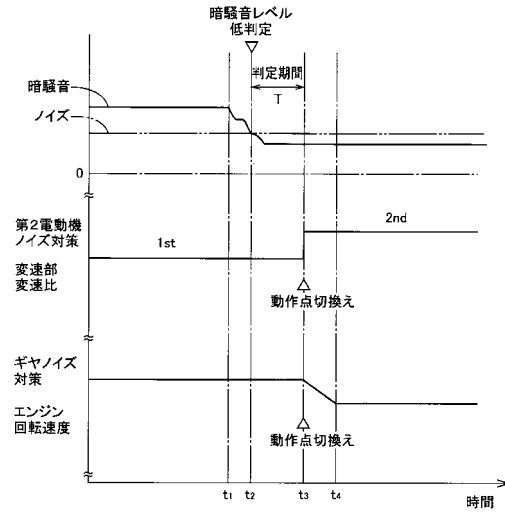 暗騒音レベル
低判定
判定期間
T
暗騒音
ノイズ
0
2nd
第2電動機
ノイズ対策
1st
変速部
変速比
動作点切換え
ギヤノイズ
対策
エンジン
回転速度
動作点切換え
t1 t2 t3 t4
時間